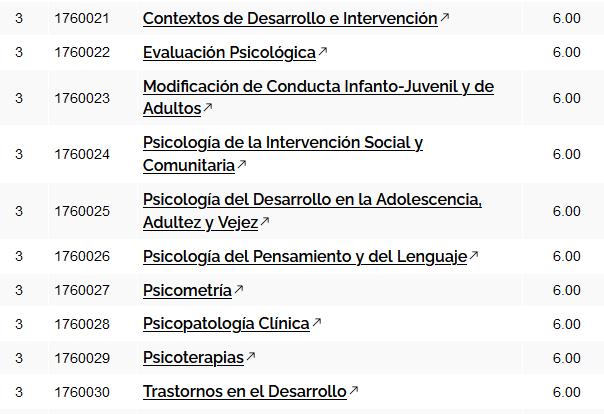 3 1760021 Contextos de Desarrollo e Intervención↗ 6.00
3 1760022 Evaluación Psicológica↗ 6.00
3 1760023 Modificación de Conducta Infanto-Juvenil y de 6.00
Adultos↗
3 1760024 Psicología de la Intervención Social y 6.00
Comunitaria↗
3 1760025 Psicología del Desarrollo en la Adolescencia, 6.00
Adultez y Vejez↗
3 1760026 Psicología del Pensamiento y del Lenguaje↗ 6.00
3 1760027 Psicometría↗ 6.00
3 1760028 Psicopatología Clínica↗ 6.00
3 1760029 Psicoterapias↗ 6.00
3 1760030 Trastornos en el Desarrollo↗ 6.00